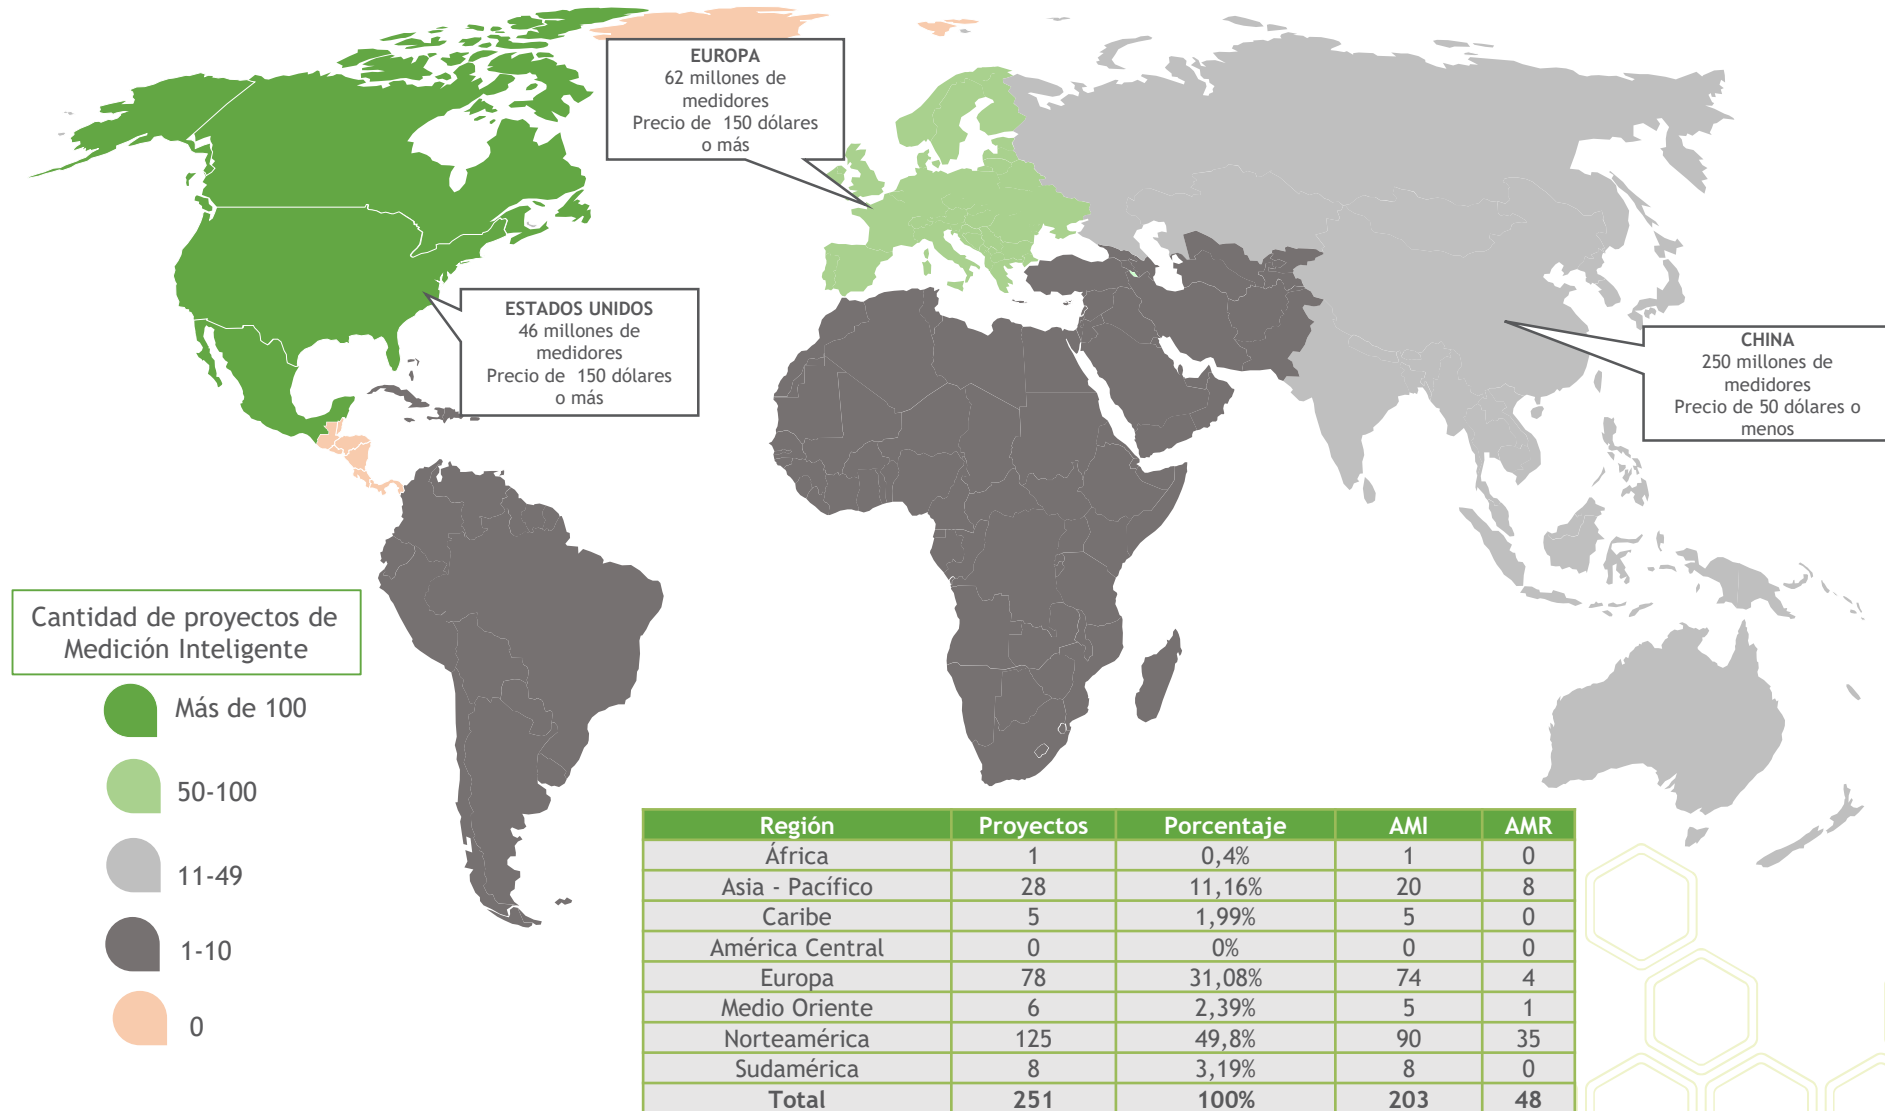 EUROPA
62 millones de
medidores
Precio de 150 dólares
o más
ESTADOS UNIDOS
46 millones de
medidores
Precio de 150 dólares
o más
CHINA
250 millones de
medidores
Precio de 50 dólares o
menos
Cantidad de proyectos de
Medición Inteligente
Más de 100
50-100
11-49
1-10
0
Región Proyectos Porcentaje AMI AMR
África 1 0,4% 1 0
Asia - Pacífico 28 11,16% 20 8
Caribe 5 1,99% 5 0
América Central 0 0% 0 0
Europa 78 31,08% 74 4
Medio Oriente 6 2,39% 5 1
Norteamérica 125 49,8% 90 35
Sudamérica 8 3,19% 8 0
Total 251 100% 203 48